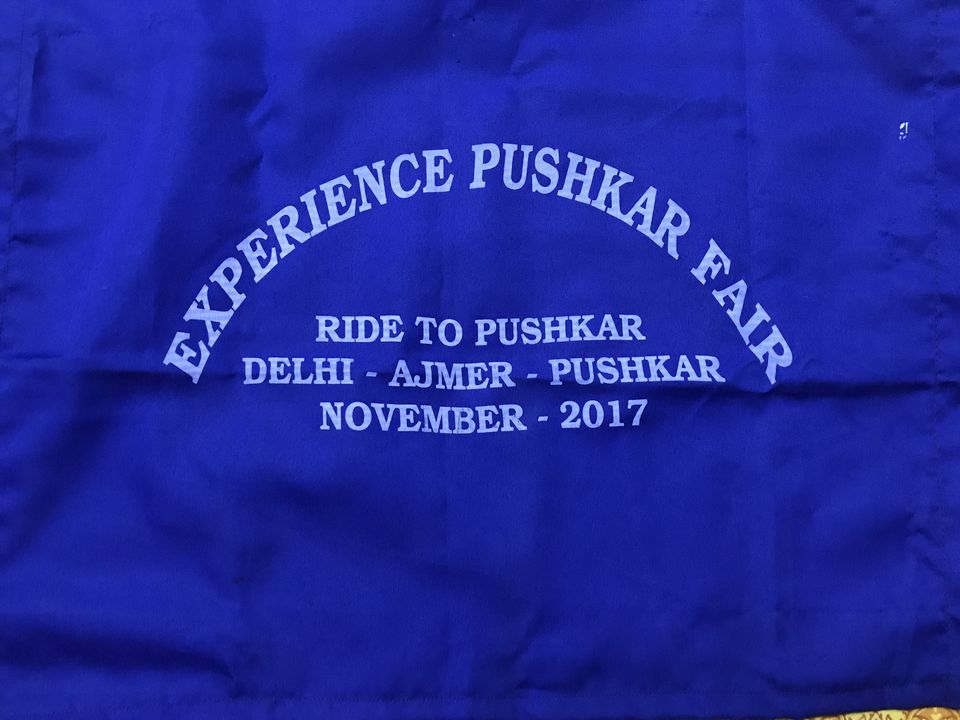 EXPERIENCE PUSHKAR FAIR
RIDE TO PUSHKAR
DELHI - AJMER - PUSHKAR
NOVEMBER - 2017